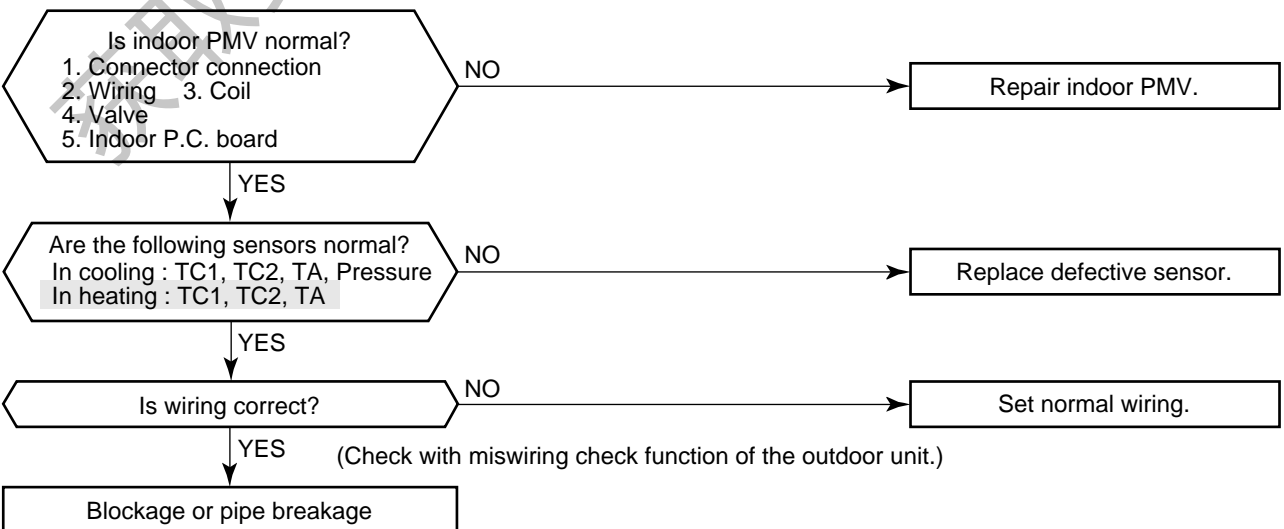 Is indoor PMV normal?
1. Connector connection
2. Wiring 3. Coil
4. Valve
5. Indoor P.C. board
NO
Repair indoor PMV.
YES
Are the following sensors normal?
In cooling : TC1, TC2, TA, Pressure
In heating : TC1, TC2, TA
NO
Replace defective sensor.
YES
Is wiring correct?
NO
Set normal wiring.
YES
(Check with miswiring check function of the outdoor unit.)
Blockage or pipe breakage